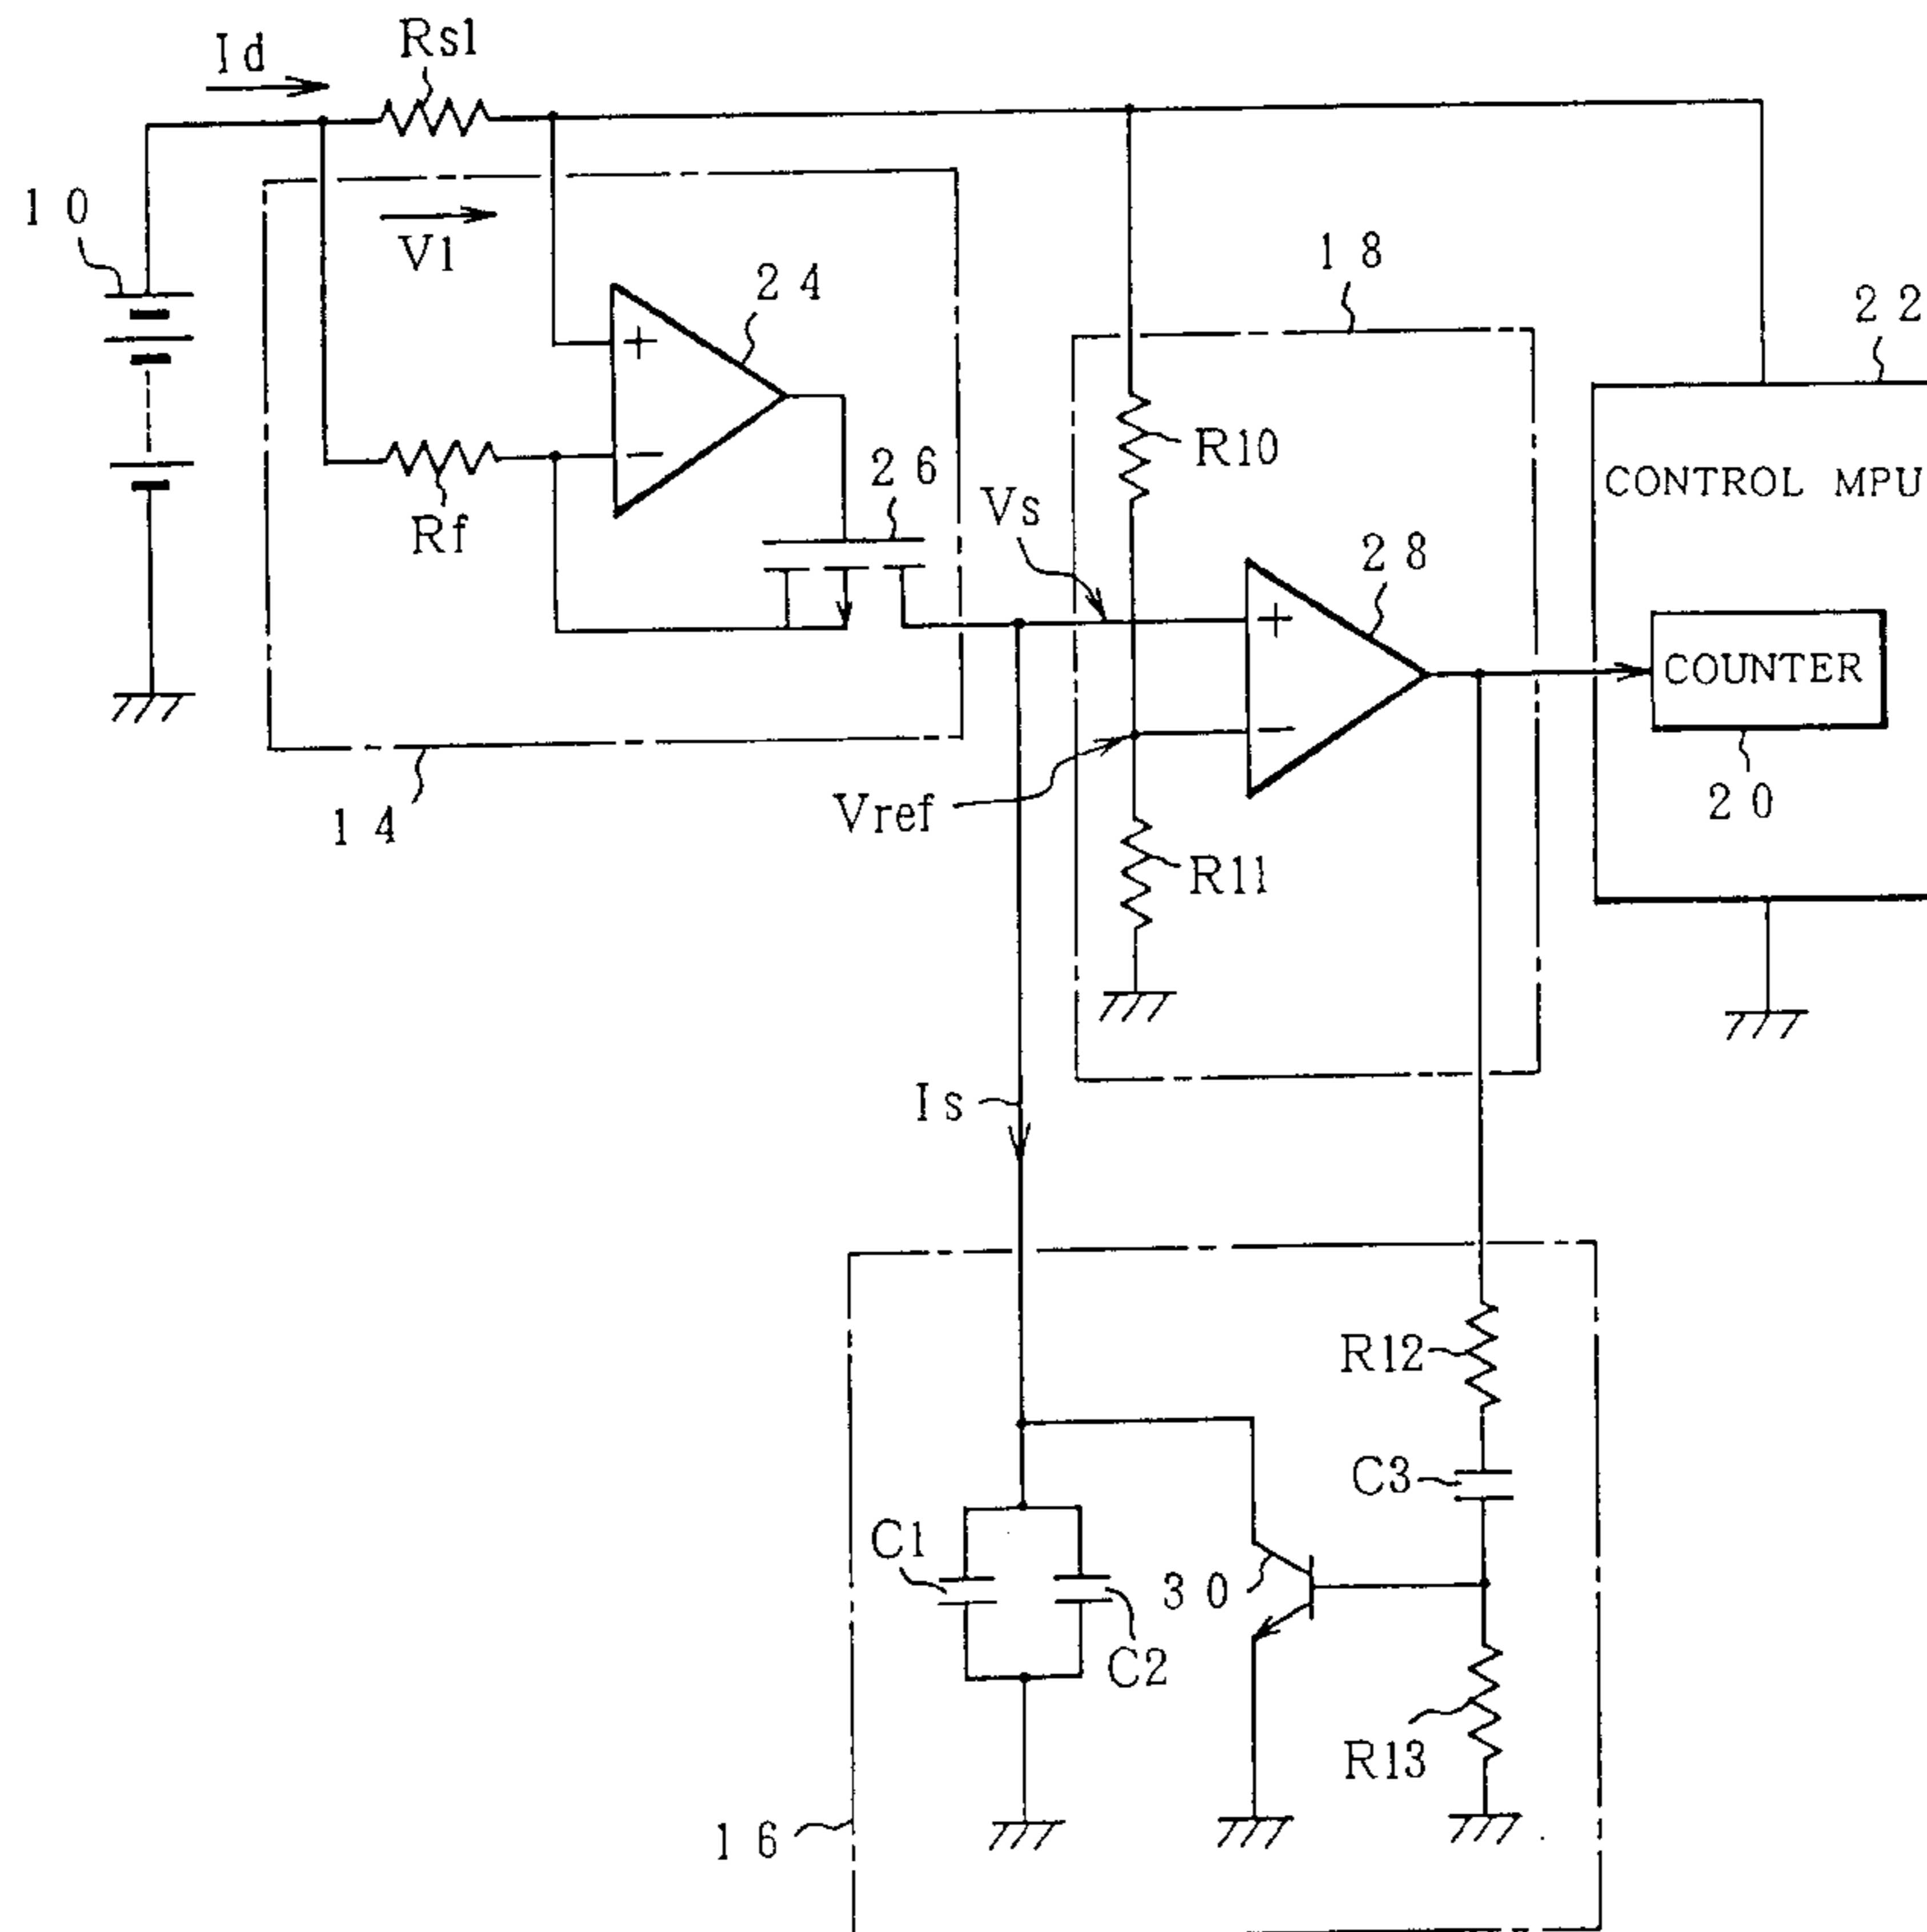 Id
Rs1
10
V1
24
18
22
R10
26
CONTROL MPU
Rf
Vs
28
COUNTER
Vref
20
14
R11
Is
R12
C3
C1
30
C2
R13
16